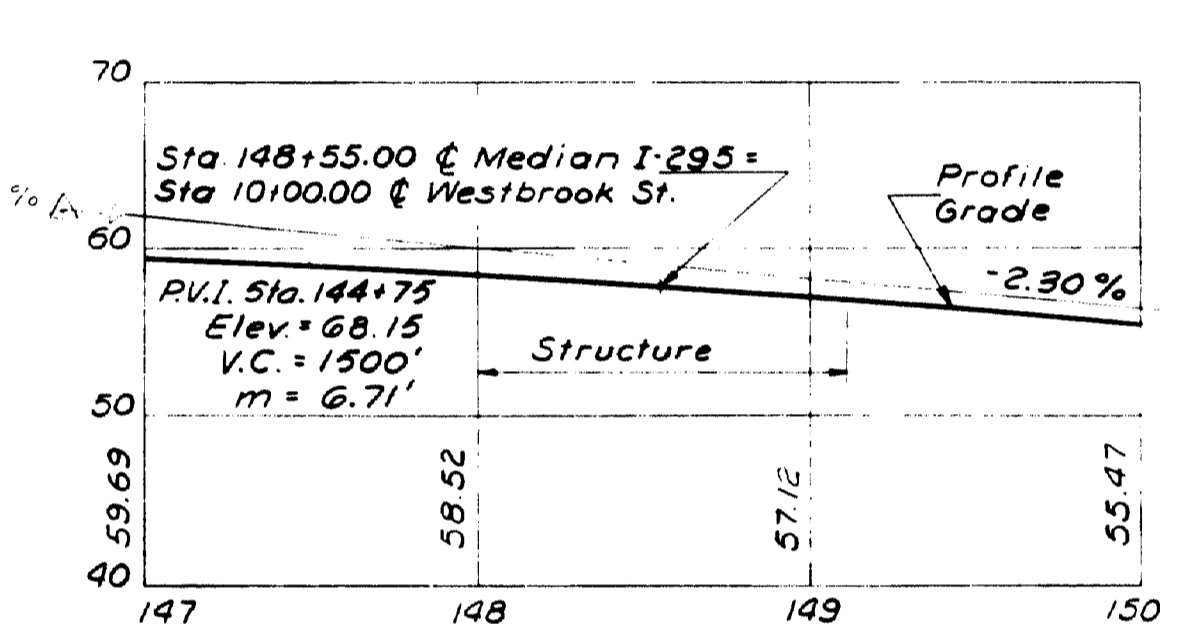 70
Sta. 148+55.00 ℄ Median I-295 =
Sta 10+00.00 ℄ Westbrook St.
Profile
Grade
%
60
-2.30%
P.V.I. Sta. 144+75
Elev. = 68.15
V.C. = 1500'
m = 6.71'
Structure
50
59.69
58.52
57.12
55.47
40
147
148
149
150